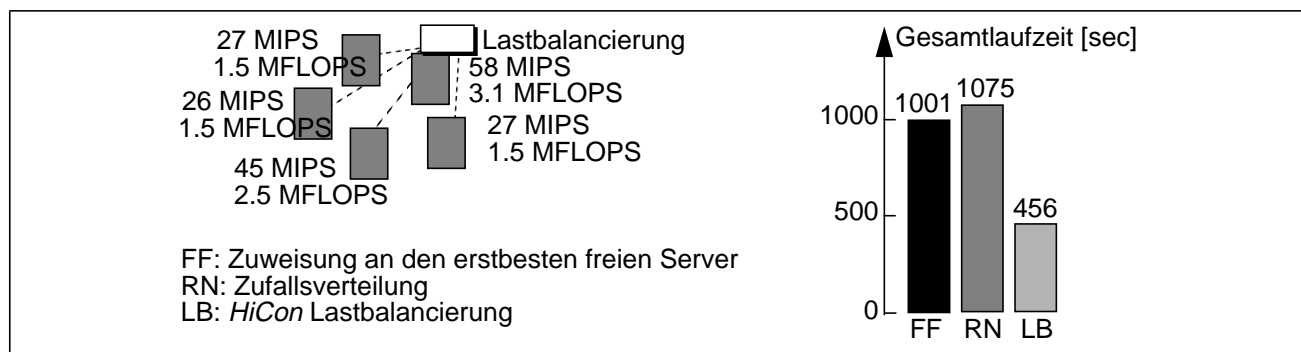 27 MIPS
1.5 MFLOPS
Lastbalancierung
58 MIPS
3.1 MFLOPS
26 MIPS
1.5 MFLOPS
27 MIPS
1.5 MFLOPS
45 MIPS
2.5 MFLOPS
FF: Zuweisung an den erstbesten freien Server
RN: Zufallsverteilung
LB: HiCon Lastbalancierung
Gesamtlaufzeit [sec]
1075
1001
1000
500
456
0
FF RN LB